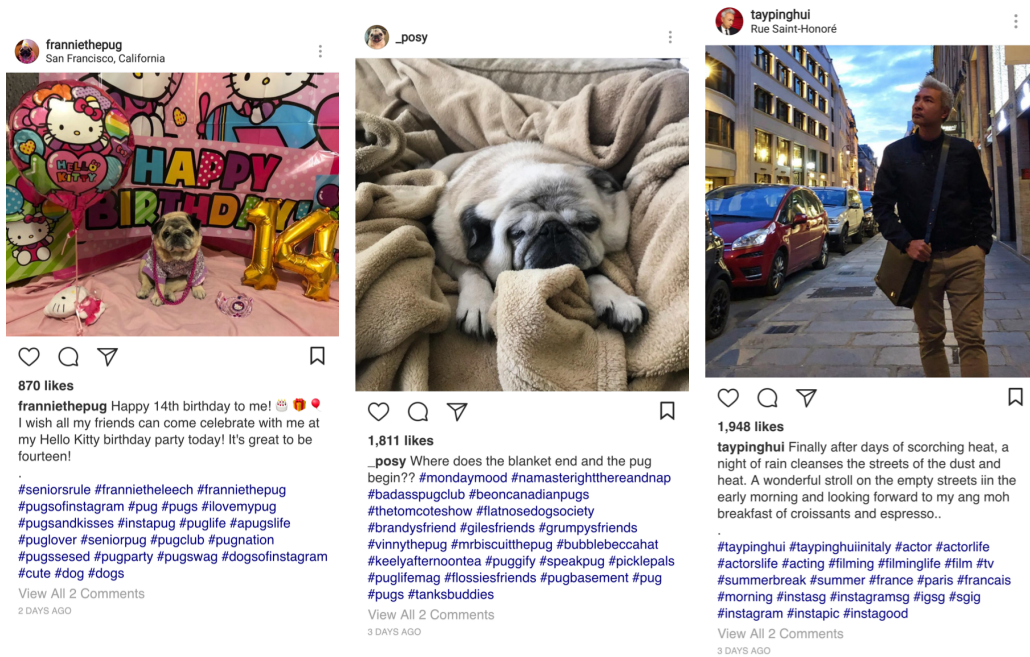 franniethepug
San Francisco, California
HELLO
KITTY
HAPPY
BIRTHDAY!
14
870 likes
franniethepug Happy 14th birthday to me! 🎂 🎁 🎈
I wish all my friends can come celebrate with me at
my Hello Kitty birthday party today! It's great to be
fourteen!
.
#seniorsrule #frannietheleech #franniethepug
#pugsofinstagram #pug #pugs #ilovemypug
#pugsandkisses #instapug #puglife #apugslife
#puglover #seniorpug #pugclub #pugnation
#pugssesed #pugparty #pugswag #dogsofinstagram
#cute #dog #dogs
View All 2 Comments
2 DAYS AGO
_posy
1,811 likes
_posy Where does the blanket end and the pug
begin?? #mondaymood #namasterightthereandnap
#badasspugclub #beoncanadianpugs
#thetomcoteshow #flatnosedogsociety
#brandysfriend #gilesfriends #grumpysfriends
#vinnythepug #mrbiscuitthepug #bubblebeccahat
#keelyafternoontea #puggify #speakpug #picklepals
#puglifemag #flossiesfriends #pugbasement #pug
#pugs #tanksbuddies
View All 2 Comments
3 DAYS AGO
taypinghui
Rue Saint-Honoré
1,948 likes
taypinghui Finally after days of scorching heat, a
night of rain cleanses the streets of the dust and
heat. A wonderful stroll on the empty streets iin the
early morning and looking forward to my ang moh
breakfast of croissants and espresso..
.
#taypinghui #taypinghuiinitaly #actor #actorlife
#actorslife #acting #filming #filminglife #film #tv
#summerbreak #summer #france #paris #francais
#morning #instasg #instagramsg #igsg #sgig
#instagram #instapic #instagood
View All 2 Comments
3 DAYS AGO